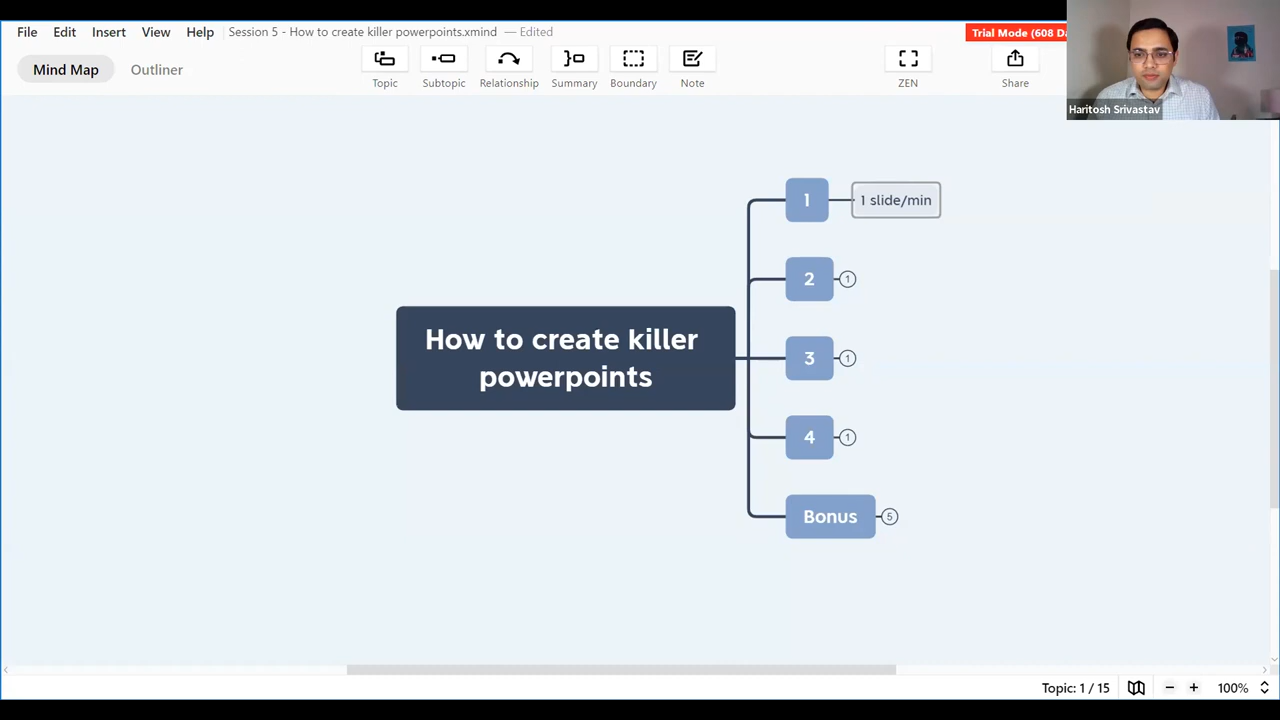 File Edit Insert View Help Session 5 - How to create killer powerpoints.xmind — Edited
Trial Mode (608 Da
Mind Map Outliner
Topic Subtopic Relationship Summary Boundary Note ZEN Share
Haritosh Srivastav
1 1 slide/min
2 1
How to create killer
powerpoints
3 1
4 1
Bonus 5
Topic: 1 / 15 100%